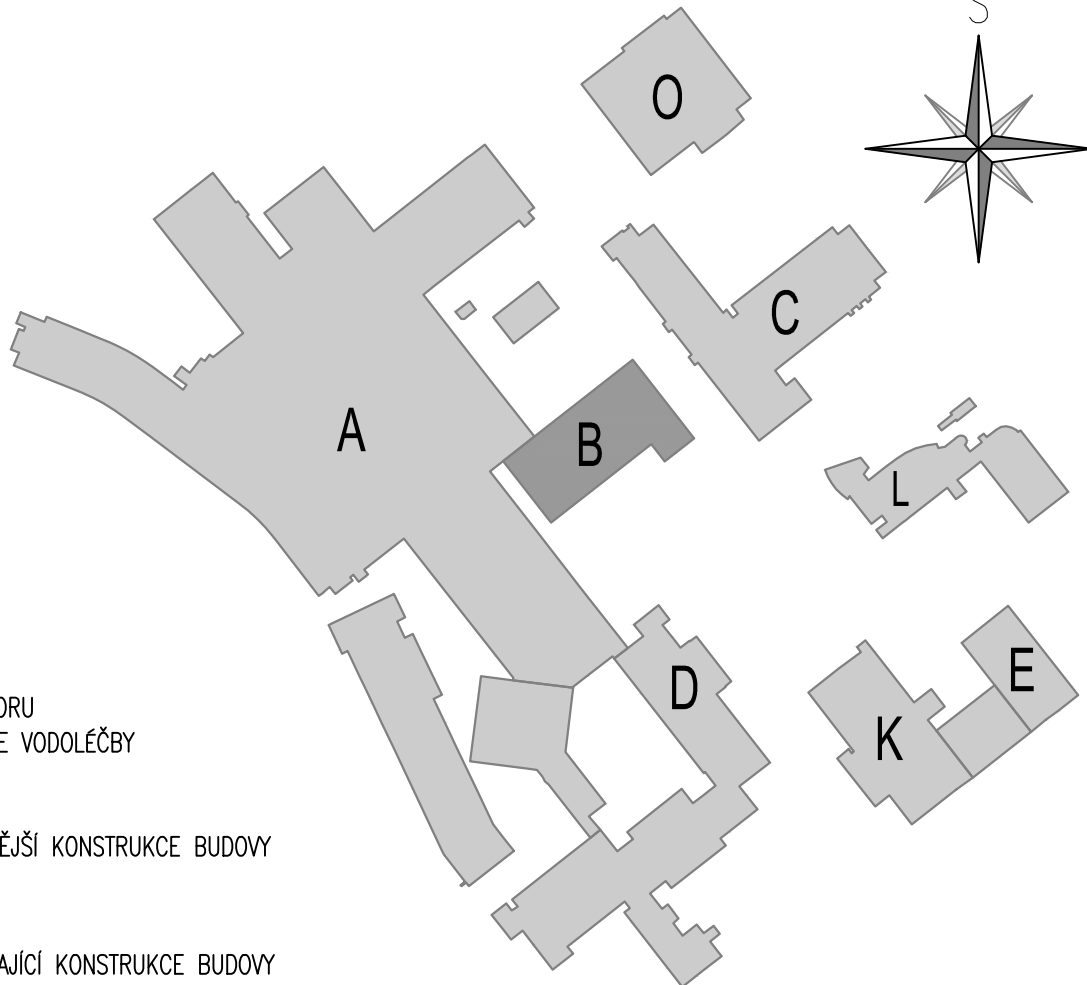 S
O
C
A
B
L
D
E
K
ORU
E VODOLÉČBY
ĚJŠÍ KONSTRUKCE BUDOVY
AJÍCÍ KONSTRUKCE BUDOVY